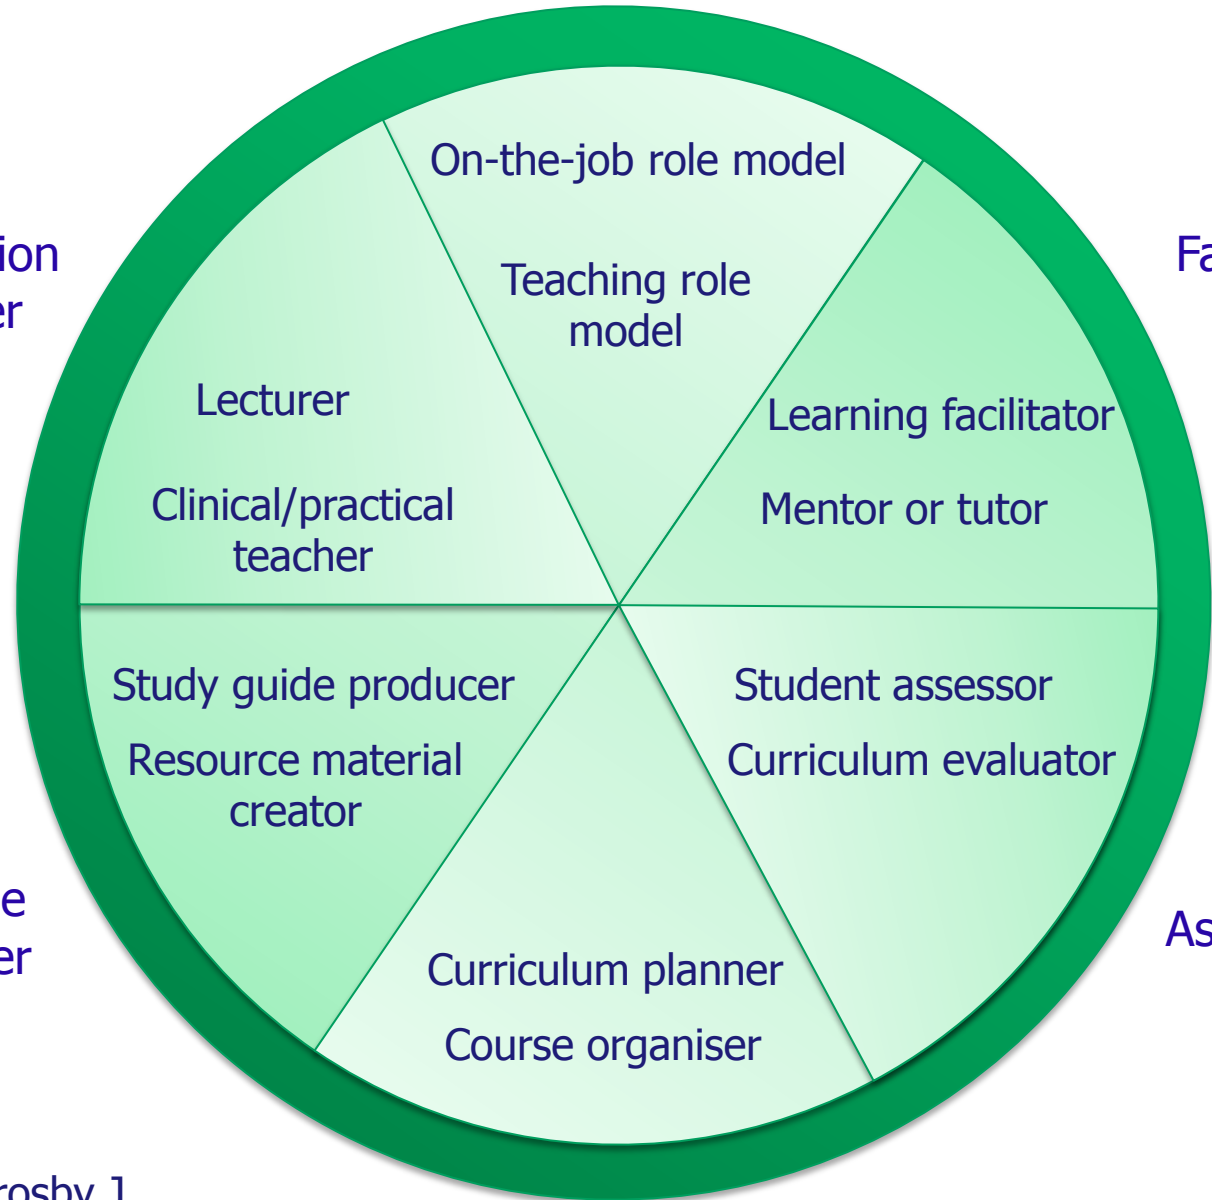 On-the-job role model
Teaching role
model
Lecturer
Clinical/practical
teacher
Learning facilitator
Mentor or tutor
Study guide producer
Resource material
creator
Student assessor
Curriculum evaluator
Curriculum planner
Course organiser